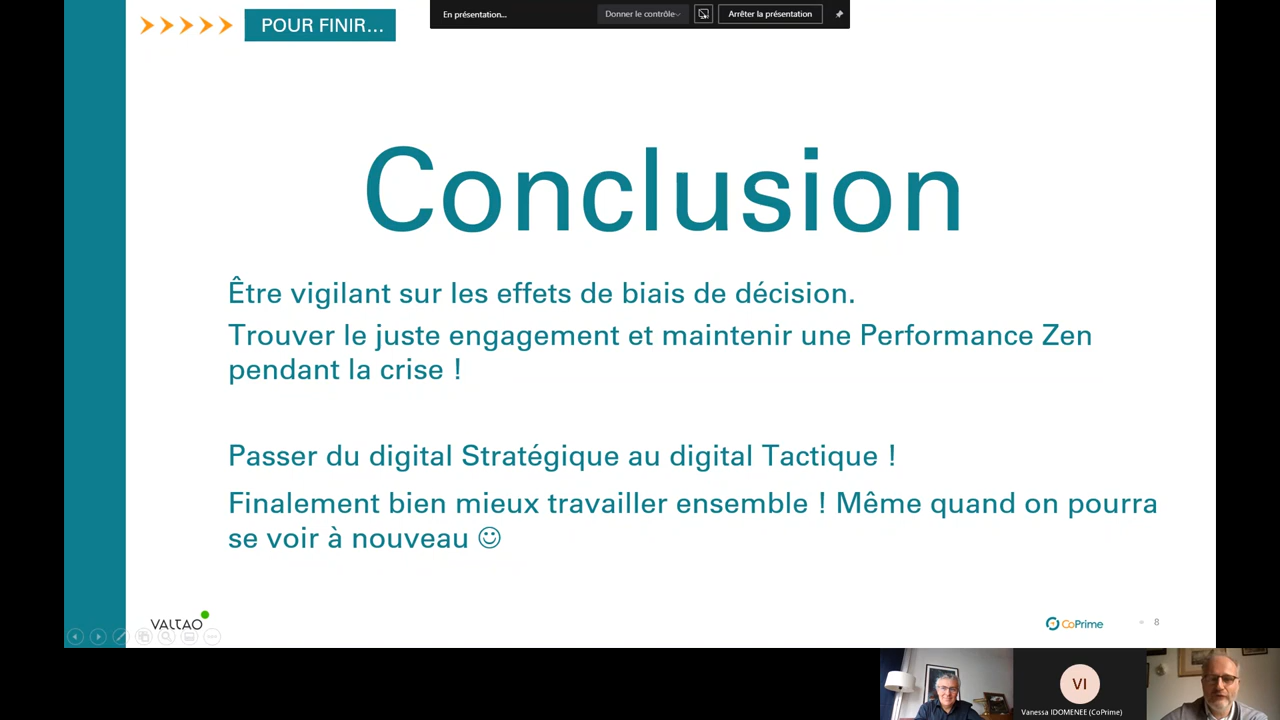 POUR FINIR...
En présentation...
Donner le contrôle
Arrêter la présentation
Conclusion
Être vigilant sur les effets de biais de décision.
Trouver le juste engagement et maintenir une Performance Zen
pendant la crise !
Passer du digital Stratégique au digital Tactique !
Finalement bien mieux travailler ensemble ! Même quand on pourra
se voir à nouveau ☺
VALTAO
CoPrime
8
VI
Vanessa IDOMENEE (CoPrime)